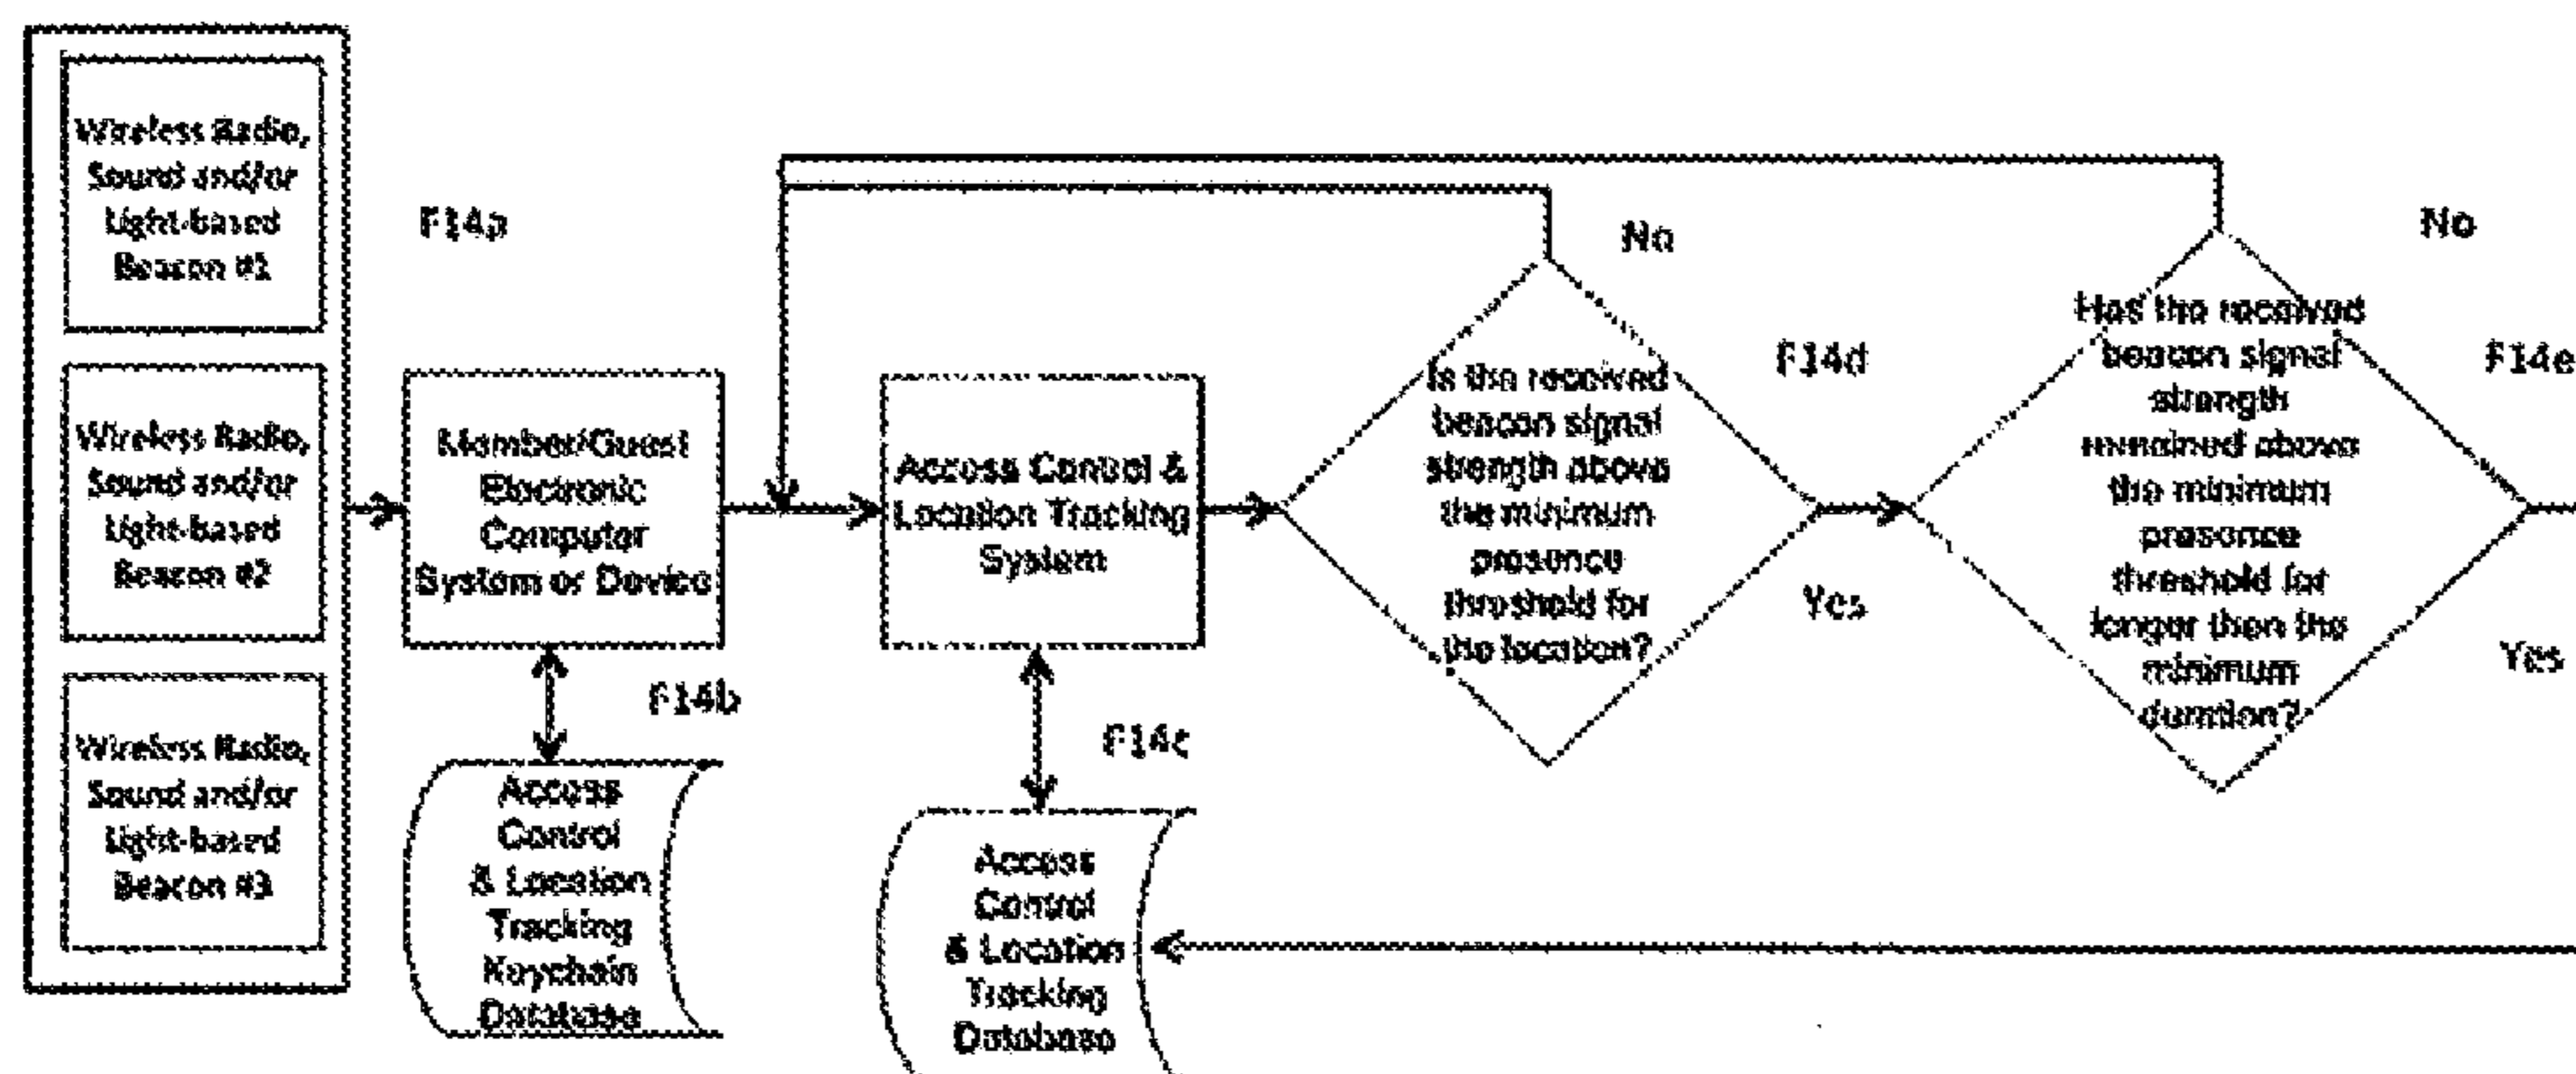 Wireless Radio,
Sound and/or
Light-based
Beacon #1
Wireless Radio,
Sound and/or
Light-based
Beacon #2
Wireless Radio,
Sound and/or
Light-based
Beacon #3
F14a
Member/Guest
Electronic
Computer
System or Device
F14b
Access
Control
& Location
Tracking
Keychain
Database
Access Control &
Location Tracking
System
F14c
Access
Control
& Location
Tracking
Database
Is the received
beacon signal
strength above
the minimum
presence
threshold for
the location?
No
F14d
Yes
Has the received
beacon signal
strength
remained above
the minimum
presence
threshold for
longer then the
minimum
duration?
No
F14e
Yes